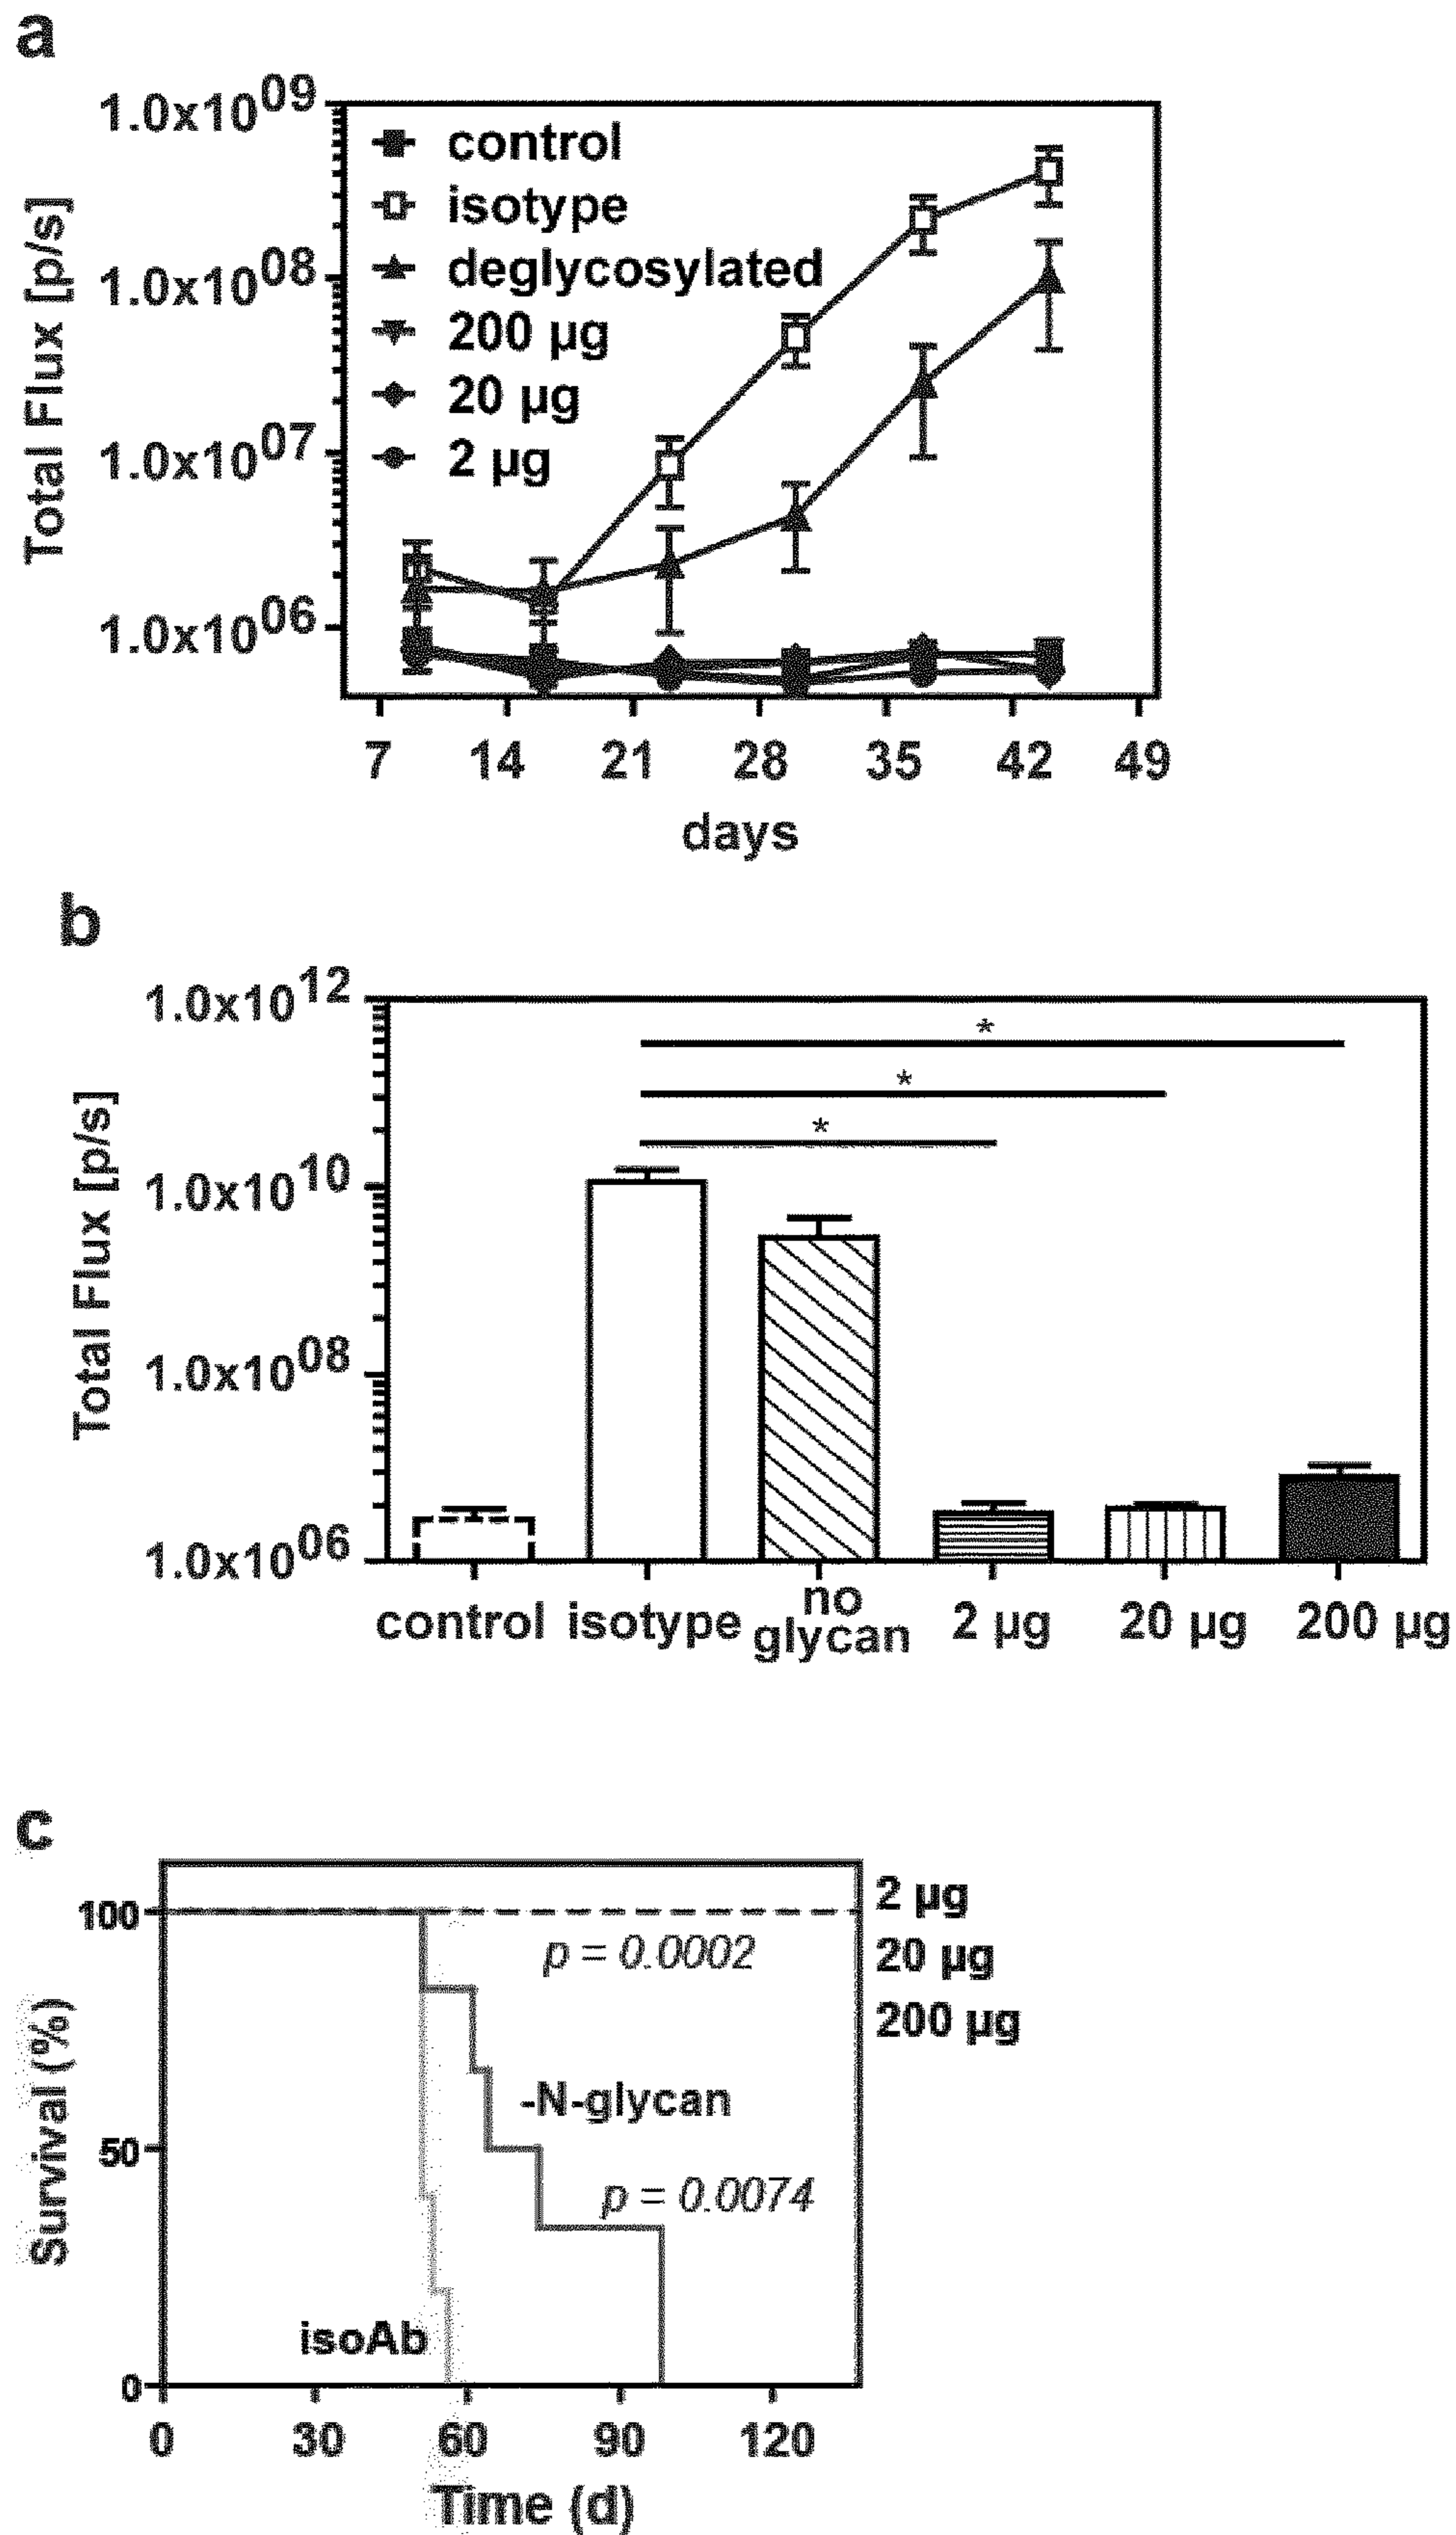 a
1.0x10^09
1.0x10^08
1.0x10^07
1.0x10^06
Total Flux [p/s]
control
isotype
deglycosylated
200 µg
20 µg
2 µg
7 14 21 28 35 42 49
days
b
1.0x10^12
1.0x10^10
1.0x10^08
1.0x10^06
Total Flux [p/s]
*
*
*
control isotype no glycan 2 µg 20 µg 200 µg
c
100
50
0
Survival (%)
2 µg
20 µg
200 µg
p = 0.0002
-N-glycan
p = 0.0074
isoAb
0 30 60 90 120
Time (d)